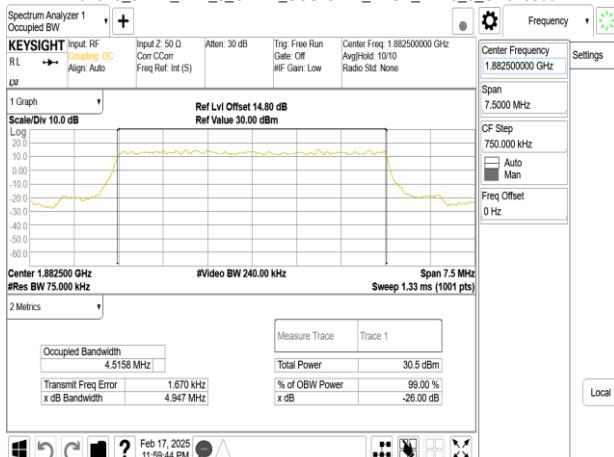 Spectrum Analyzer 1
Occupied BW
Frequency
KEYSIGHT
RL
Input: RF
Coupling: DC
Align: Auto
Input Z: 50 Ω
Corr CCorr
Freq Ref: Int (S)
Atten: 30 dB
Trig: Free Run
Gate: Off
#IF Gain: Low
Center Freq: 1.882500000 GHz
Avg|Hold: 10/10
Radio Std: None
LXI
1 Graph
Scale/Div 10.0 dB
Ref Lvl Offset 14.80 dB
Ref Value 30.00 dBm
Log
20.0
10.0
0.00
-10.0
-20.0
-30.0
-40.0
-50.0
-60.0
Center 1.882500 GHz
#Res BW 75.000 kHz
#Video BW 240.00 kHz
Span 7.5 MHz
Sweep 1.33 ms (1001 pts)
2 Metrics
Measure Trace
Trace 1
Occupied Bandwidth
4.5158 MHz
Total Power
30.5 dBm
Transmit Freq Error
1.670 kHz
% of OBW Power
99.00 %
x dB Bandwidth
4.947 MHz
x dB
-26.00 dB
Center Frequency
1.882500000 GHz
Settings
Span
7.5000 MHz
CF Step
750.000 kHz
Auto
Man
Freq Offset
0 Hz
Local
Feb 17, 2025
11:59:44 PM